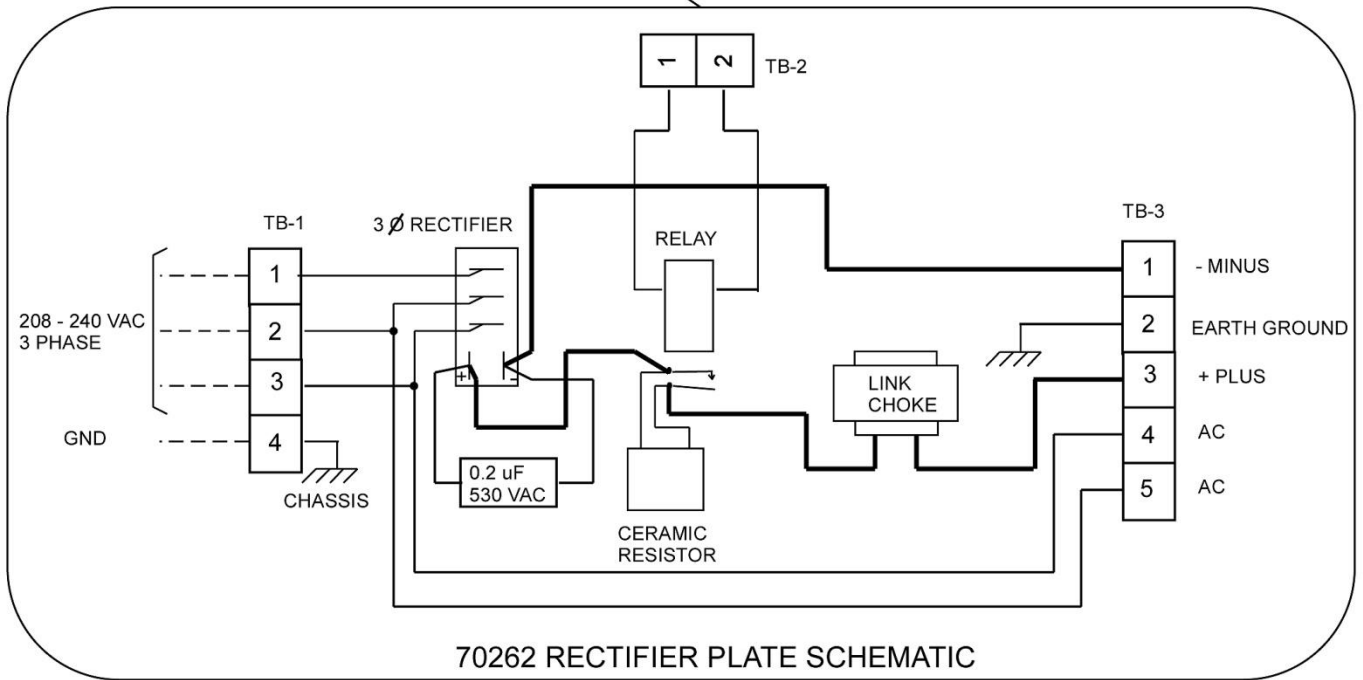 1
2
TB-2
TB-1
3 Ø RECTIFIER
RELAY
TB-3
208 - 240 VAC
3 PHASE
GND
1
2
3
4
CHASSIS
+
-
0.2 uF
530 VAC
CERAMIC
RESISTOR
LINK
CHOKE
1
2
3
4
5
- MINUS
EARTH GROUND
+ PLUS
AC
AC
70262 RECTIFIER PLATE SCHEMATIC